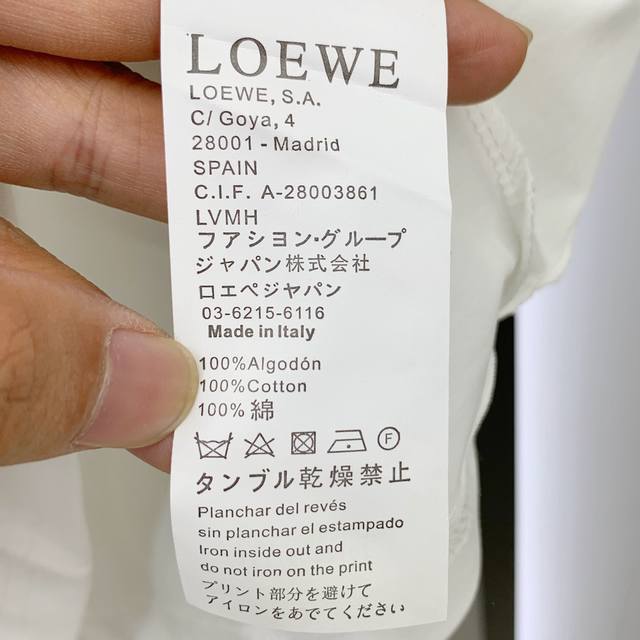 LOEWE
LOEWE, S.A.
C/ Goya, 4
28001 - Madrid
SPAIN
C.I.F. A-28003861
LVMH
フアシヨン・グループ
ジャパン株式会社
ロエベジャパン
03-6215-6116
Made in Italy
100%Algodón
100%Cotton
100%綿
F
タンブル乾燥禁止
Planchar del revés
sin planchar el estampado
Iron inside out and
do not iron on the print
プリント部分を避けて
アイロンをあでてください